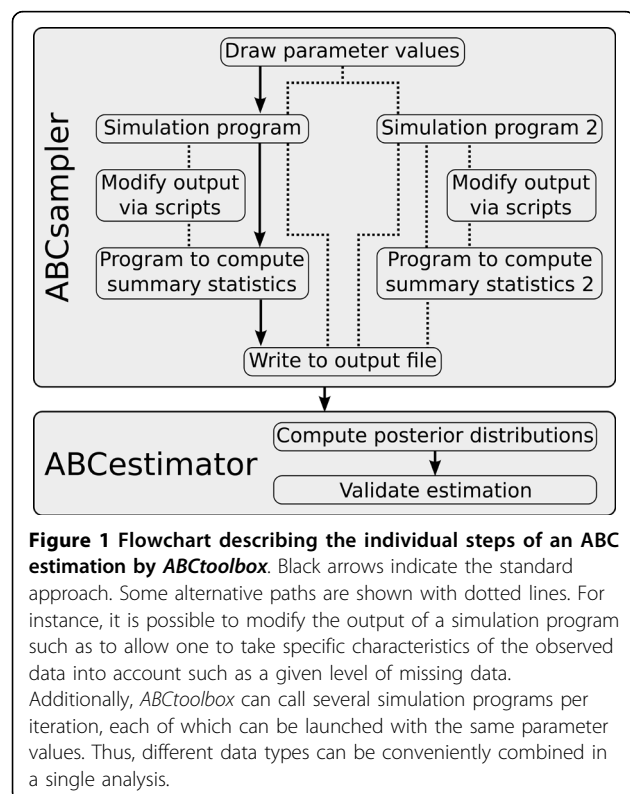 ABCsampler
Draw parameter values
Simulation program
Simulation program 2
Modify output
via scripts
Modify output
via scripts
Program to compute
summary statistics
Program to compute
summary statistics 2
Write to output file
ABCestimator
Compute posterior distributions
Validate estimation
Figure 1 Flowchart describing the individual steps of an ABC
estimation by ABCtoolbox. Black arrows indicate the standard
approach. Some alternative paths are shown with dotted lines. For
instance, it is possible to modify the output of a simulation program
such as to allow one to take specific characteristics of the observed
data into account such as a given level of missing data.
Additionally, ABCtoolbox can call several simulation programs per
iteration, each of which can be launched with the same parameter
values. Thus, different data types can be conveniently combined in
a single analysis.